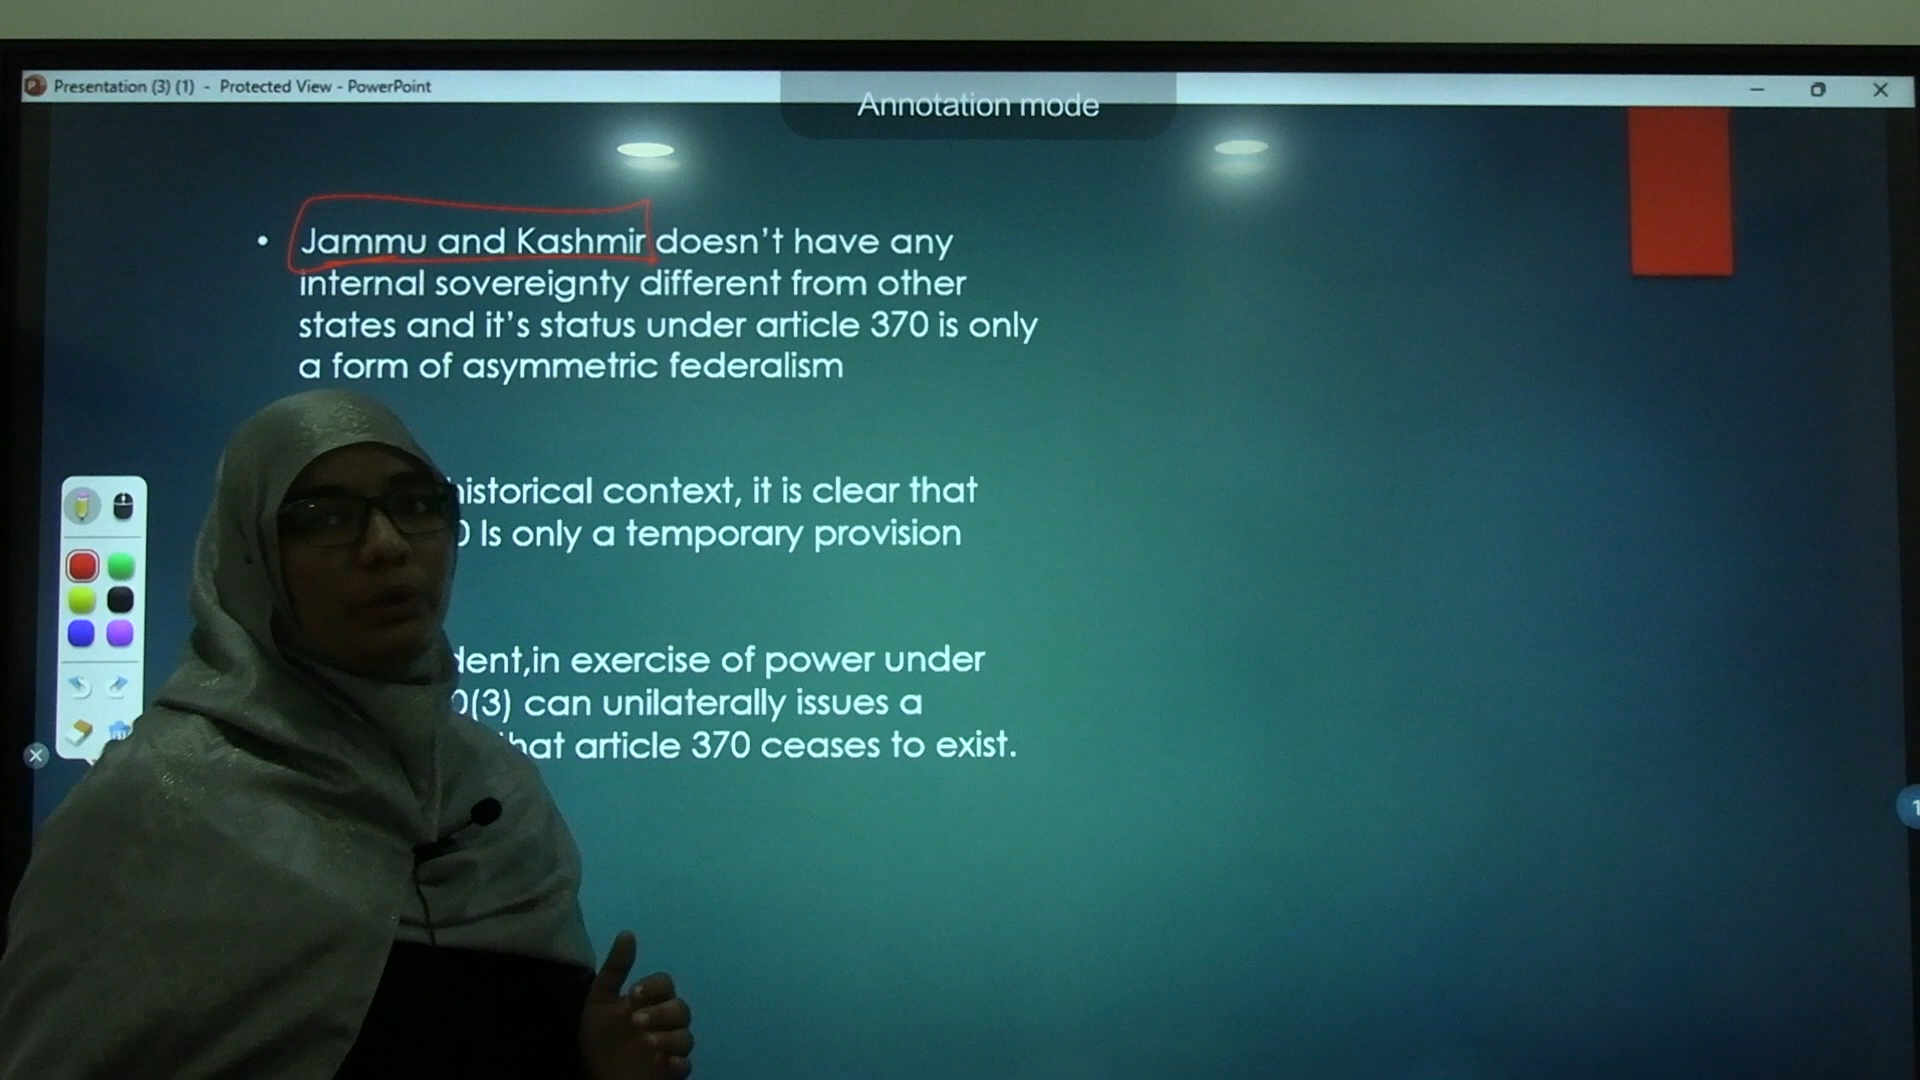 Presentation (3) (1) - Protected View - PowerPoint
Annotation mode
• Jammu and Kashmir doesn't have any
internal sovereignty different from other
states and it's status under article 370 is only
a form of asymmetric federalism
historical context, it is clear that
0 Is only a temporary provision
dent,in exercise of power under
0(3) can unilaterally issues a
that article 370 ceases to exist.
1